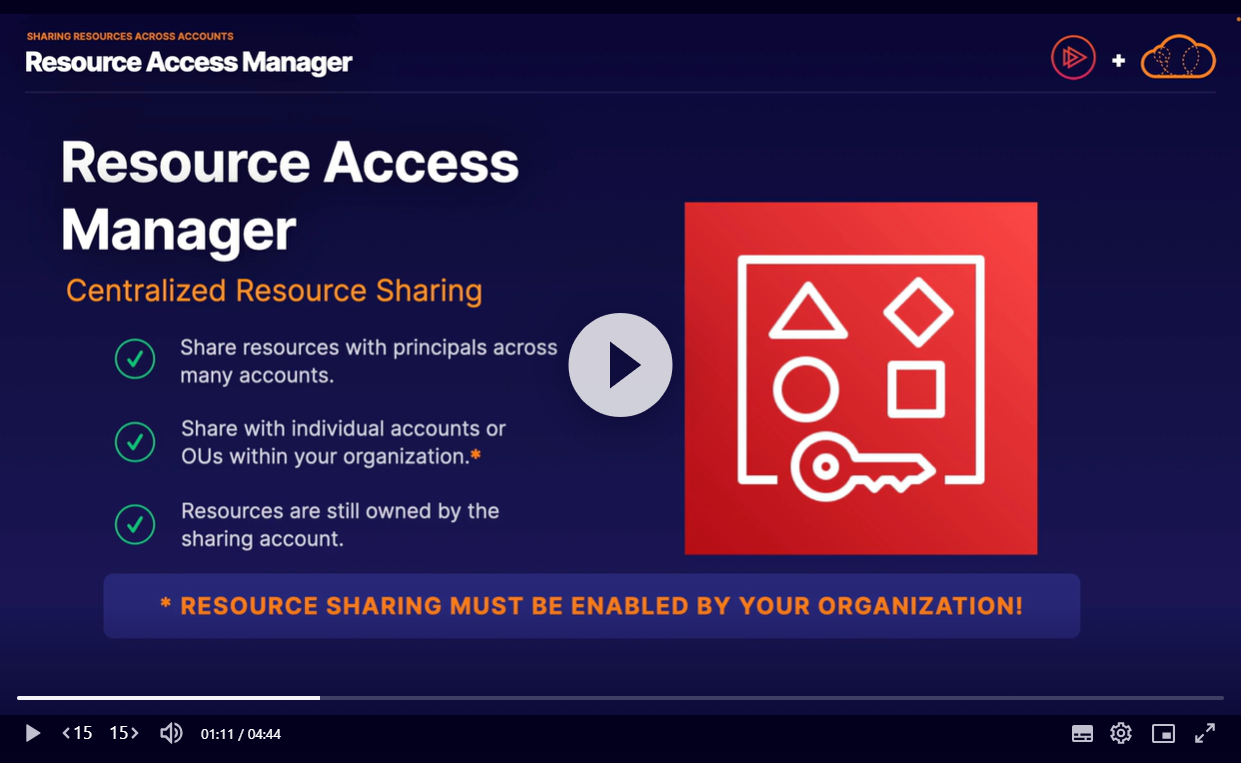 SHARING RESOURCES ACROSS ACCOUNTS
Resource Access Manager
+
Resource Access
Manager
Centralized Resource Sharing
Share resources with principals across
many accounts.
Share with individual accounts or
OUs within your organization.*
Resources are still owned by the
sharing account.
* RESOURCE SHARING MUST BE ENABLED BY YOUR ORGANIZATION!
<15 15> 01:11 / 04:44